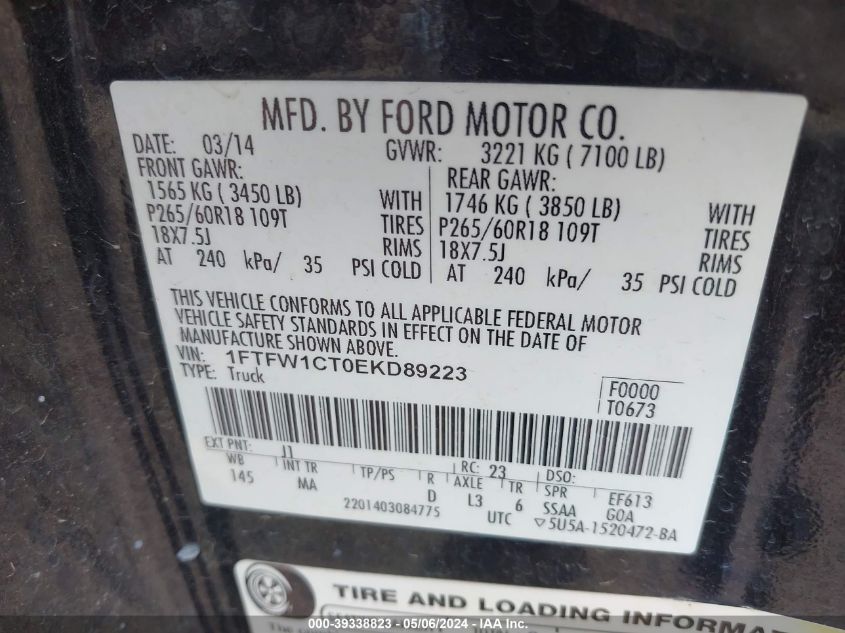 MFD. BY FORD MOTOR CO.
DATE: 03/14 GVWR: 3221 KG ( 7100 LB)
FRONT GAWR: REAR GAWR:
1565 KG ( 3450 LB) WITH 1746 KG ( 3850 LB) WITH
P265/60R18 109T TIRES P265/60R18 109T TIRES
18X7.5J RIMS 18X7.5J RIMS
AT 240 kPa/ 35 PSI COLD AT 240 kPa/ 35 PSI COLD
THIS VEHICLE CONFORMS TO ALL APPLICABLE FEDERAL MOTOR
VEHICLE SAFETY STANDARDS IN EFFECT ON THE DATE OF
MANUFACTURE SHOWN ABOVE.
VIN: 1FTFW1CT0EKD89223
TYPE: Truck
F0000
T0673
EXT PNT: J1 RC: 23 DSO:
WB INT TR TP/PS R AXLE TR SPR EF613
145 MA D L3 6 SSAA GOA
2201403084775 UTC ▽5U5A-1520472-BA
TIRE AND LOADING INFORMA
000-39338823 - 05/06/2024 - IAA Inc.